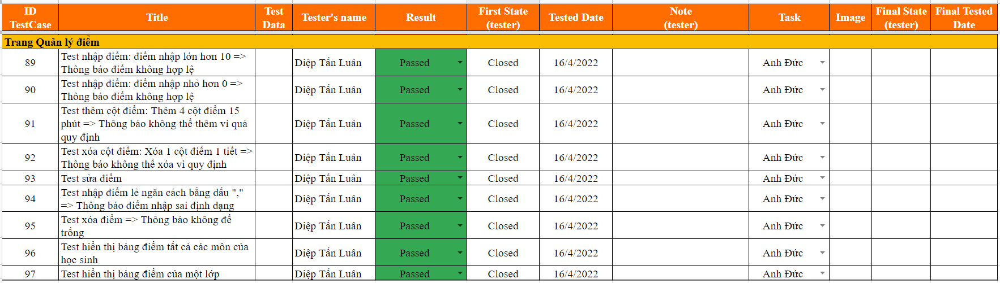 ID TestCase Title Test Data Tester's name Result First State (tester) Tested Date Note (tester) Task Image Final State (tester) Final Tested Date
Trang Quản lý điểm
89 Test nhập điểm: điểm nhập lớn hơn 10 => Thông báo điểm không hợp lệ Diệp Tấn Luân Passed Closed 16/4/2022 Anh Đức
90 Test nhập điểm: điểm nhập nhỏ hơn 0 => Thông báo điểm không hợp lệ Diệp Tấn Luân Passed Closed 16/4/2022 Anh Đức
91 Test thêm cột điểm: Thêm 4 cột điểm 15 phút => Thông báo không thể thêm vì quá quy định Diệp Tấn Luân Passed Closed 16/4/2022 Anh Đức
92 Test xóa cột điểm: Xóa 1 cột điểm 1 tiết => Thông báo không thể xóa vì quy định Diệp Tấn Luân Passed Closed 16/4/2022 Anh Đức
93 Test sửa điểm Diệp Tấn Luân Passed Closed 16/4/2022 Anh Đức
94 Test nhập điểm lẻ ngăn cách bằng dấu "," => Thông báo điểm nhập sai định dạng Diệp Tấn Luân Passed Closed 16/4/2022 Anh Đức
95 Test xóa điểm => Thông báo không để trống Diệp Tấn Luân Passed Closed 16/4/2022 Anh Đức
96 Test hiển thị bảng điểm tất cả các môn của học sinh Diệp Tấn Luân Passed Closed 16/4/2022 Anh Đức
97 Test hiển thị bảng điểm của một lớp Diệp Tấn Luân Passed Closed 16/4/2022 Anh Đức